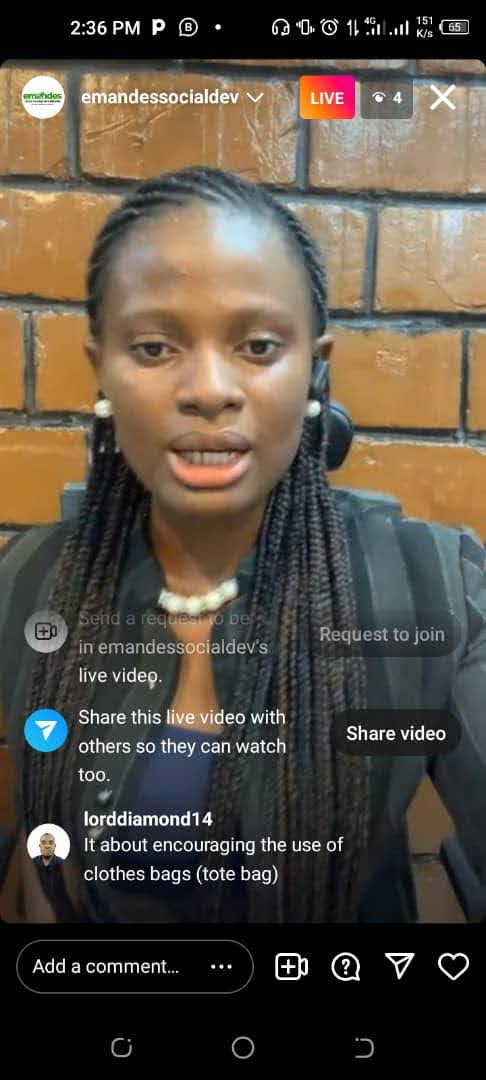 2:36 PM
4G
151
K/s
65
emandes
emandessocialdev
LIVE
4
Send a request to be
in emandessocialdev's
live video.
Request to join
Share this live video with
others so they can watch
too.
Share video
lorddiamond14
It about encouraging the use of
clothes bags (tote bag)
Add a comment...